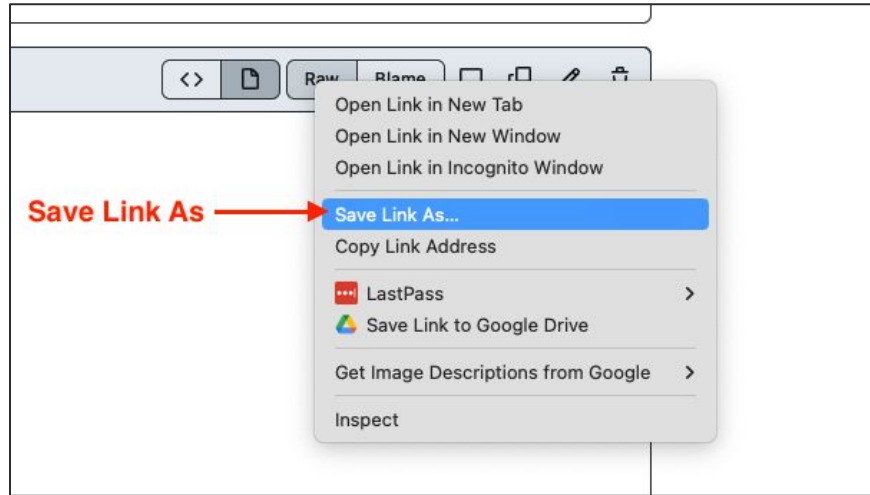 Raw Blame
Open Link in New Tab
Open Link in New Window
Open Link in Incognito Window
Save Link As
Save Link As...
Copy Link Address
LastPass
Save Link to Google Drive
Get Image Descriptions from Google
Inspect